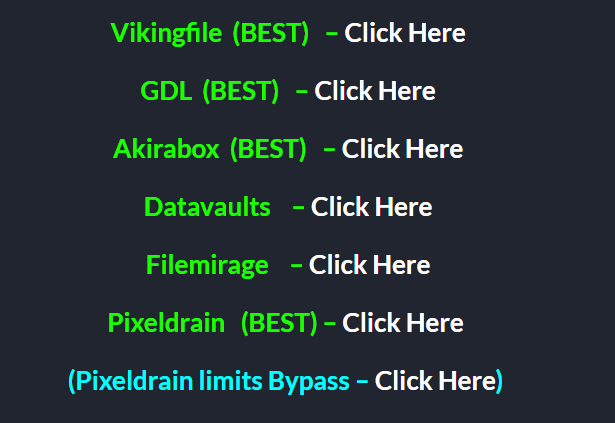 Vikingfile (BEST) – Click Here
GDL (BEST) – Click Here
Akirabox (BEST) – Click Here
Datavaults – Click Here
Filemirage – Click Here
Pixeldrain (BEST) – Click Here
(Pixeldrain limits Bypass – Click Here)